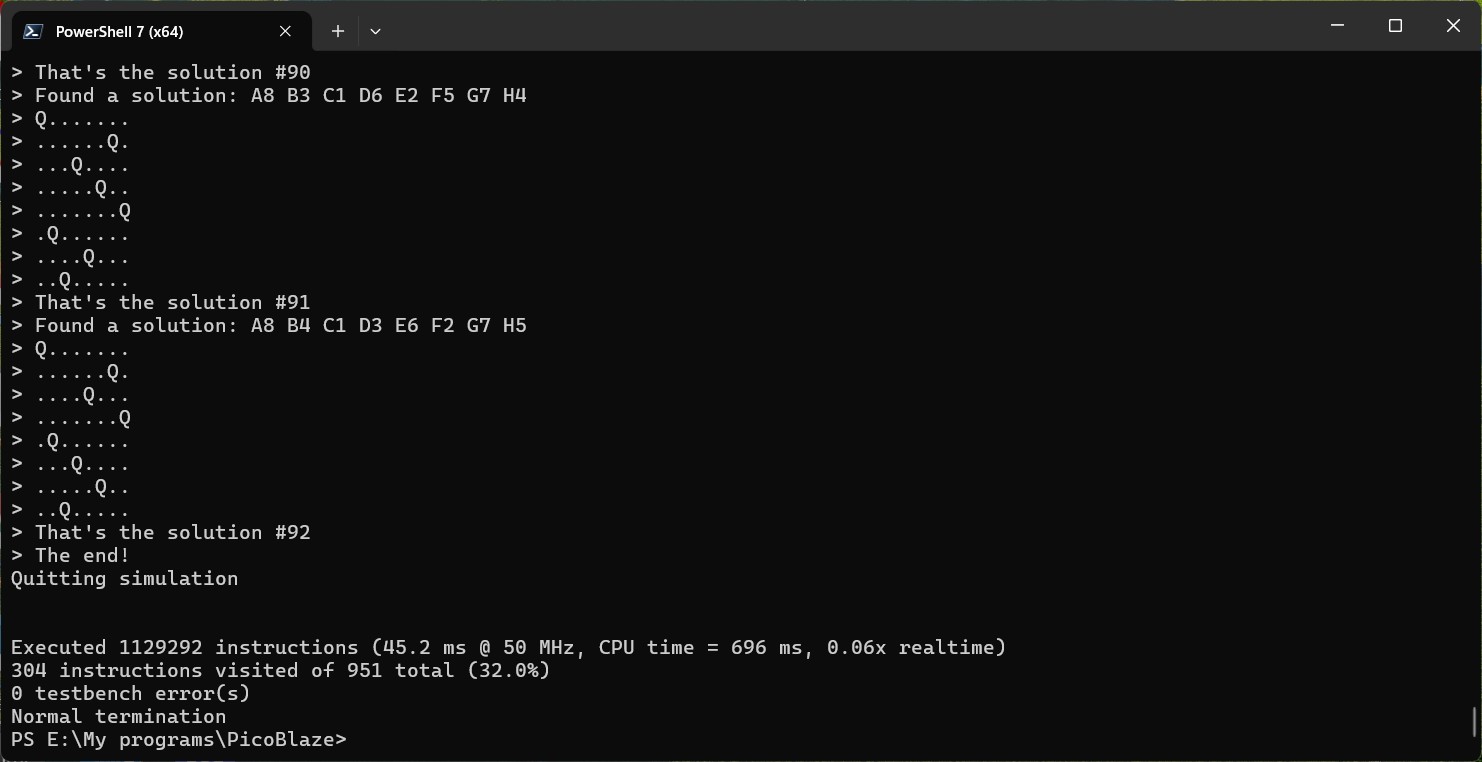 PowerShell 7 (x64)
> That's the solution #90
> Found a solution: A8 B3 C1 D6 E2 F5 G7 H4
> Q.......
> ......Q.
> ...Q....
> .....Q..
> .......Q
> .Q......
> ....Q...
> ..Q.....
> That's the solution #91
> Found a solution: A8 B4 C1 D3 E6 F2 G7 H5
> Q.......
> ......Q.
> ....Q...
> .......Q
> .Q......
> ...Q....
> .....Q..
> ..Q.....
> That's the solution #92
> The end!
Quitting simulation
Executed 1129292 instructions (45.2 ms @ 50 MHz, CPU time = 696 ms, 0.06x realtime)
304 instructions visited of 951 total (32.0%)
0 testbench error(s)
Normal termination
PS E:\My programs\PicoBlaze>